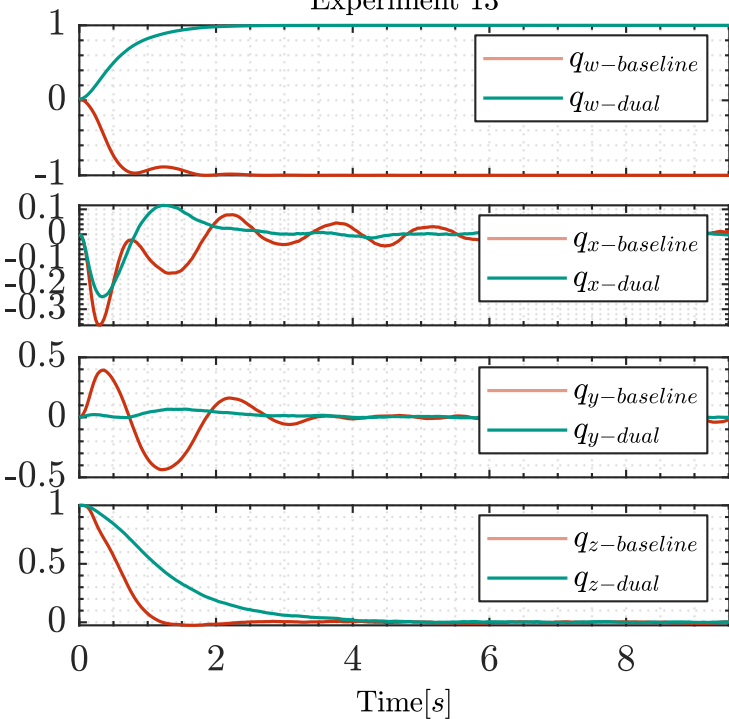 Experiment 13
1
0
-1
q_{w-baseline}
q_{w-dual}
0.1
0
-0.1
-0.2
-0.3
q_{x-baseline}
q_{x-dual}
0.5
0
-0.5
q_{y-baseline}
q_{y-dual}
1
0.5
0
q_{z-baseline}
q_{z-dual}
0 2 4 6 8
Time[s]